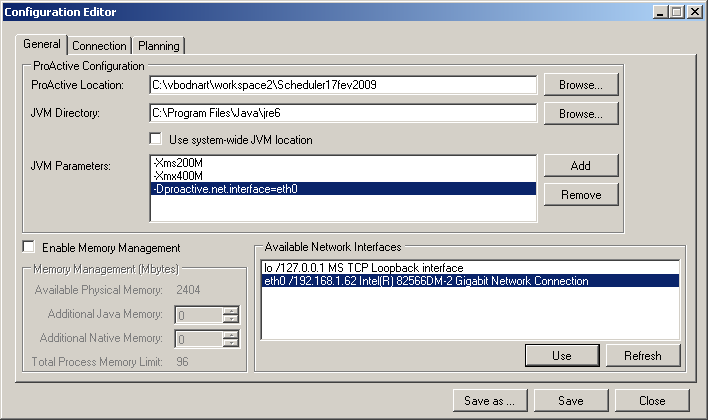 Configuration Editor
General Connection Planning
ProActive Configuration
ProActive Location: C:\vbodnart\workspace2\Scheduler17fev2009 Browse...
JVM Directory: C:\Program Files\Java\jre6 Browse...
Use system-wide JVM location
JVM Parameters: -Xms200M Add
-Xmx400M
-Dproactive.net.interface=eth0 Remove
Enable Memory Management
Memory Management (Mbytes)
Available Physical Memory: 2404
Additional Java Memory: 0
Additional Native Memory: 0
Total Process Memory Limit: 96
Available Network Interfaces
lo /127.0.0.1 MS TCP Loopback interface
eth0 /192.168.1.62 Intel(R) 82566DM-2 Gigabit Network Connection
Use Refresh
Save as ... Save Close